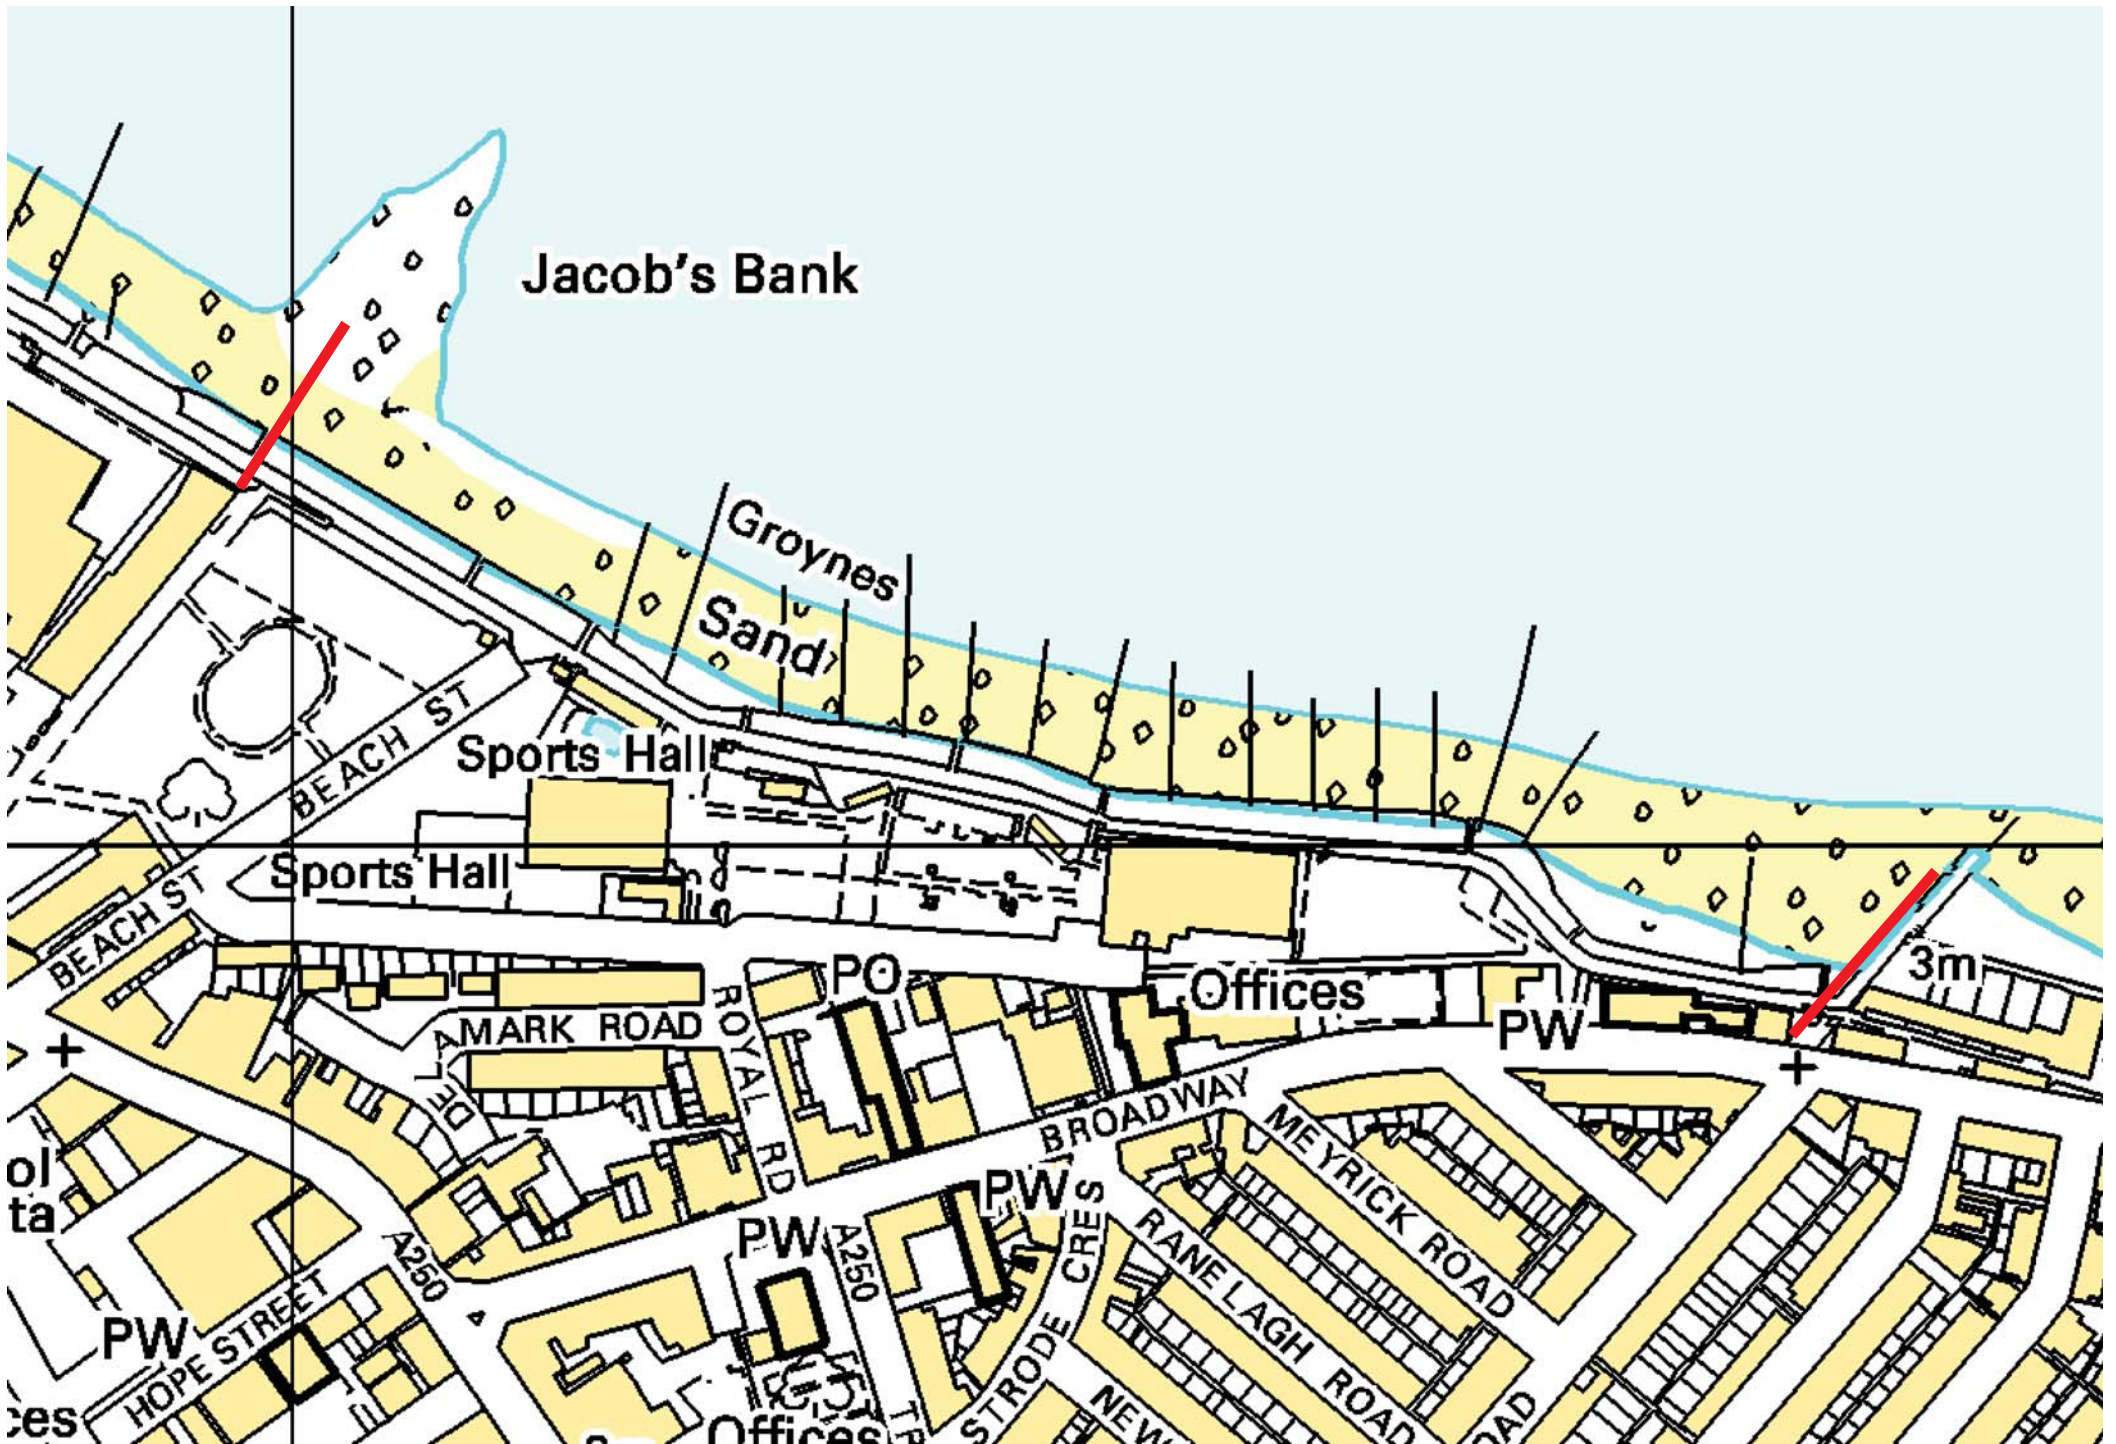 Jacob's Bank
Groynes
Sand
BEACH ST
Sports Hall
Sports Hall
BEACH ST
PO
Offices
3m
PW
MARK ROAD
DELA
ROYAL RD
BROADWAY
MEYRICK ROAD
PW
PW
A250
A250
RANELAGH ROAD
STRODE CRES
ol
ta
PW
HOPE STREET
ces
Offices
NEW
OAD
TR